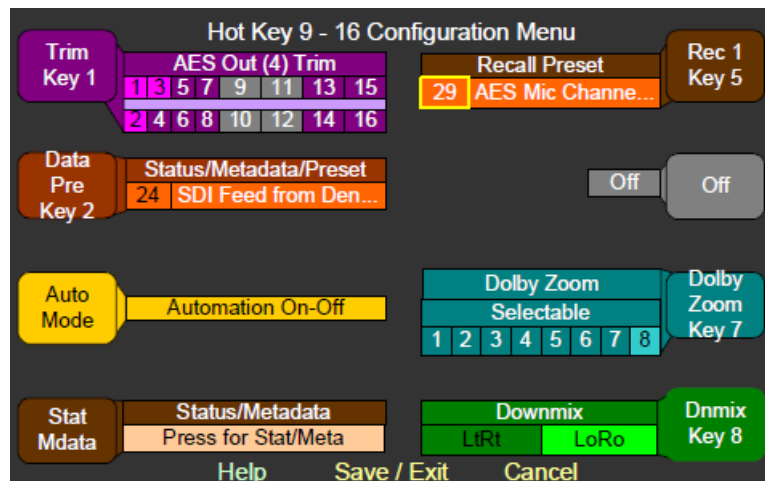 Hot Key 9 - 16 Configuration Menu
Trim
Key 1
AES Out (4) Trim
1 3 5 7 9 11 13 15
2 4 6 8 10 12 14 16
Recall Preset
29 AES Mic Channe...
Rec 1
Key 5
Data
Pre
Key 2
Status/Metadata/Preset
24 SDI Feed from Den...
Off
Off
Auto
Mode
Automation On-Off
Dolby Zoom
Selectable
1 2 3 4 5 6 7 8
Dolby
Zoom
Key 7
Stat
Mdata
Status/Metadata
Press for Stat/Meta
Downmix
LtRt LoRo
Dnmix
Key 8
Help Save / Exit Cancel